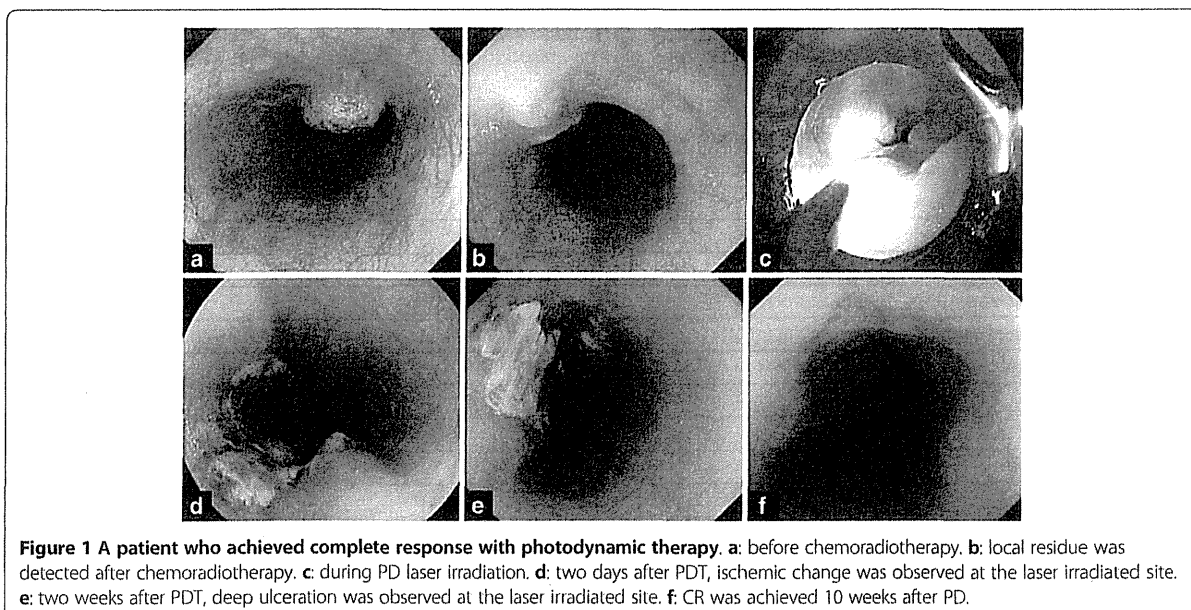 a
b
c
d
e
f
Figure 1 A patient who achieved complete response with photodynamic therapy. a: before chemoradiotherapy. b: local residue was
detected after chemoradiotherapy. c: during PD laser irradiation. d: two days after PDT, ischemic change was observed at the laser irradiated site.
e: two weeks after PDT, deep ulceration was observed at the laser irradiated site. f: CR was achieved 10 weeks after PD.